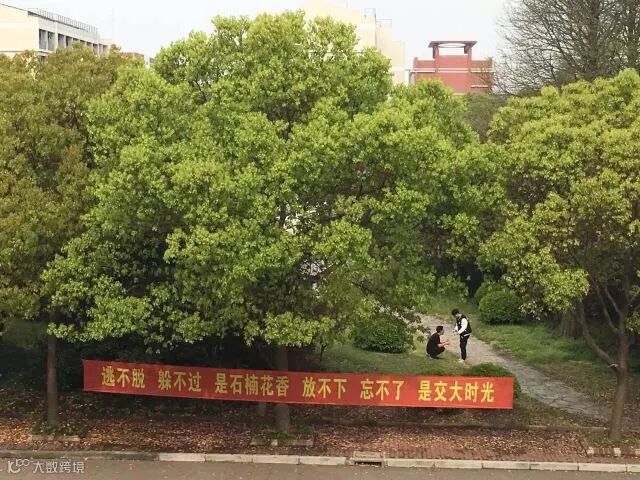 逃不脱 躲不过 是石楠花香 放不下 忘不了 是交大时光
大数跨境